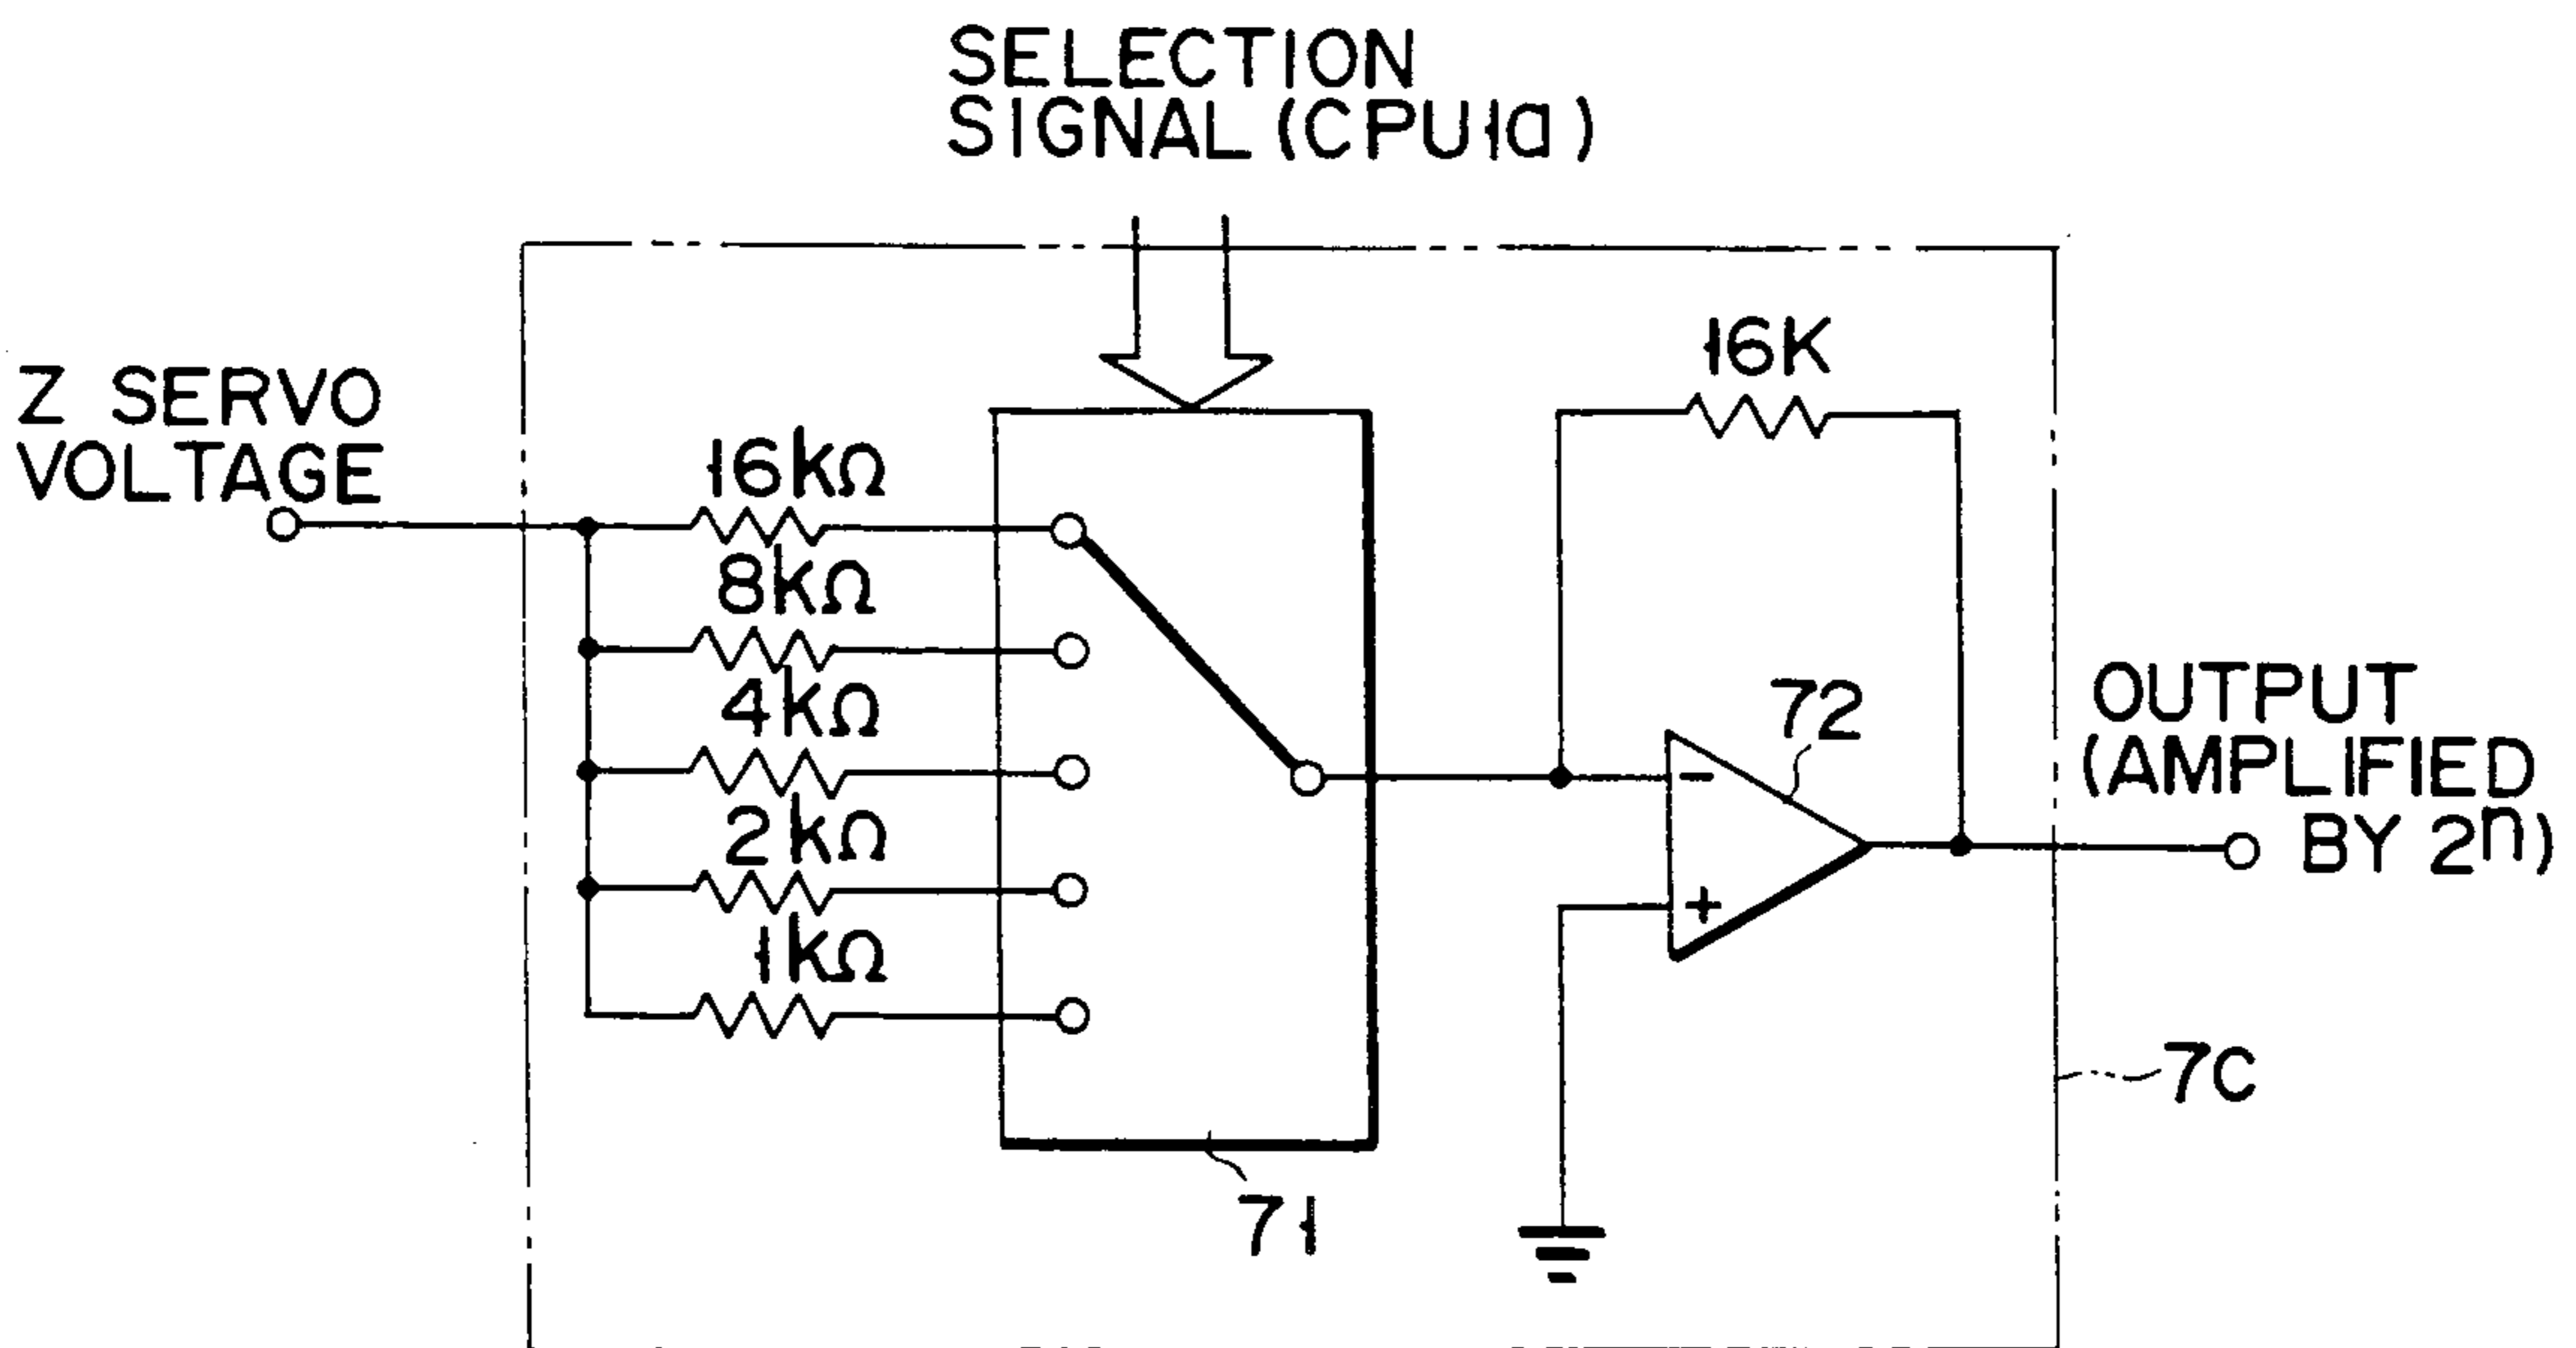 SELECTION
SIGNAL (CPU1a)
Z SERVO
VOLTAGE
16kΩ
8kΩ
4kΩ
2kΩ
1kΩ
16K
72
-
+
OUTPUT
(AMPLIFIED
BY 2ⁿ)
7C
71